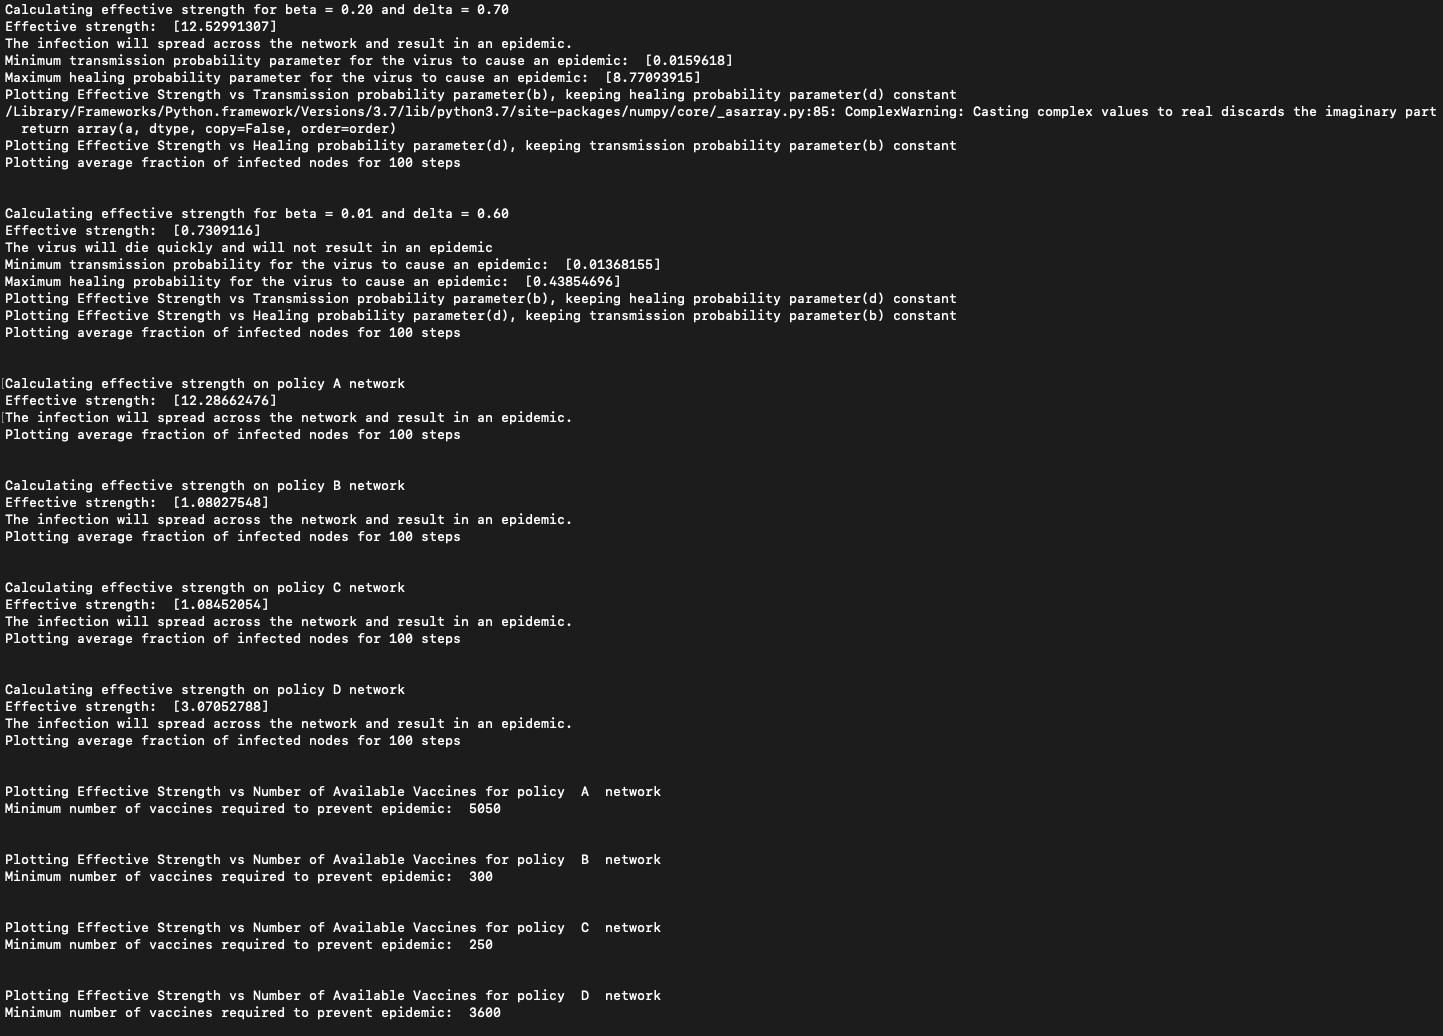 Calculating effective strength for beta = 0.20 and delta = 0.70
Effective strength:  [12.52991307]
The infection will spread across the network and result in an epidemic.
Minimum transmission probability parameter for the virus to cause an epidemic:  [0.0159618]
Maximum healing probability parameter for the virus to cause an epidemic:  [8.77093915]
Plotting Effective Strength vs Transmission probability parameter(b), keeping healing probability parameter(d) constant
/Library/Frameworks/Python.framework/Versions/3.7/lib/python3.7/site-packages/numpy/core/_asarray.py:85: ComplexWarning: Casting complex values to real discards the imaginary part
  return array(a, dtype, copy=False, order=order)
Plotting Effective Strength vs Healing probability parameter(d), keeping transmission probability parameter(b) constant
Plotting average fraction of infected nodes for 100 steps
Calculating effective strength for beta = 0.01 and delta = 0.60
Effective strength:  [0.7309116]
The virus will die quickly and will not result in an epidemic
Minimum transmission probability for the virus to cause an epidemic:  [0.01368155]
Maximum healing probability for the virus to cause an epidemic:  [0.43854696]
Plotting Effective Strength vs Transmission probability parameter(b), keeping healing probability parameter(d) constant
Plotting Effective Strength vs Healing probability parameter(d), keeping transmission probability parameter(b) constant
Plotting average fraction of infected nodes for 100 steps
[Calculating effective strength on policy A network
Effective strength:  [12.28662476]
[The infection will spread across the network and result in an epidemic.
Plotting average fraction of infected nodes for 100 steps
Calculating effective strength on policy B network
Effective strength:  [1.08027548]
The infection will spread across the network and result in an epidemic.
Plotting average fraction of infected nodes for 100 steps
Calculating effective strength on policy C network
Effective strength:  [1.08452054]
The infection will spread across the network and result in an epidemic.
Plotting average fraction of infected nodes for 100 steps
Calculating effective strength on policy D network
Effective strength:  [3.07052788]
The infection will spread across the network and result in an epidemic.
Plotting average fraction of infected nodes for 100 steps
Plotting Effective Strength vs Number of Available Vaccines for policy  A  network
Minimum number of vaccines required to prevent epidemic:  5050
Plotting Effective Strength vs Number of Available Vaccines for policy  B  network
Minimum number of vaccines required to prevent epidemic:  300
Plotting Effective Strength vs Number of Available Vaccines for policy  C  network
Minimum number of vaccines required to prevent epidemic:  250
Plotting Effective Strength vs Number of Available Vaccines for policy  D  network
Minimum number of vaccines required to prevent epidemic:  3600